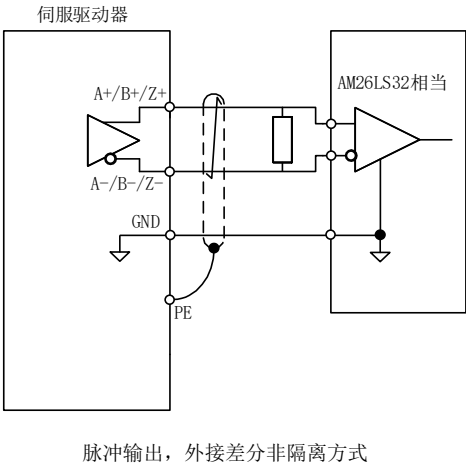 伺服驱动器
A+/B+/Z+
AM26LS32相当
A-/B-/Z-
GND
PE
脉冲输出，外接差分非隔离方式